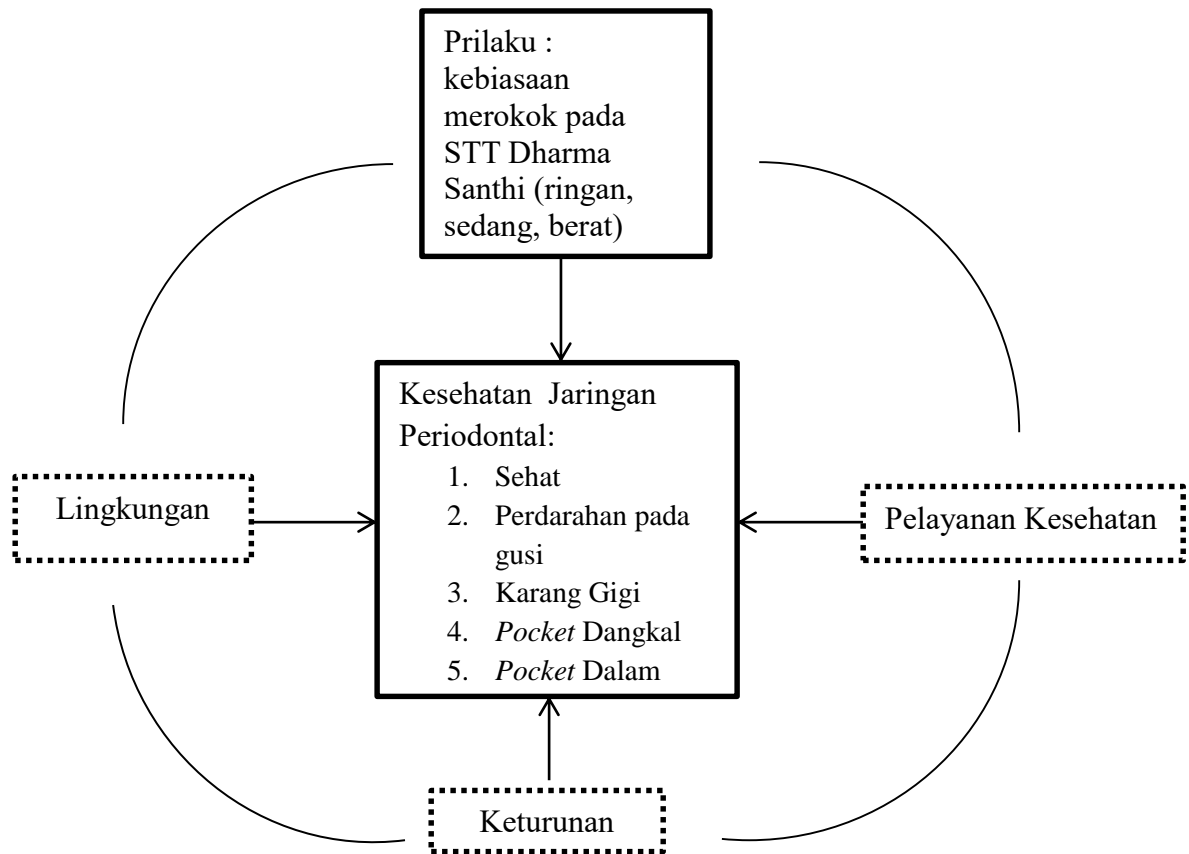 Prilaku :
kebiasaan
merokok pada
STT Dharma
Santhi (ringan,
sedang, berat)
Kesehatan Jaringan
Periodontal:
1. Sehat
2. Perdarahan pada
gusi
3. Karang Gigi
4. Pocket Dangkal
5. Pocket Dalam
Lingkungan
Pelayanan Kesehatan
Keturunan